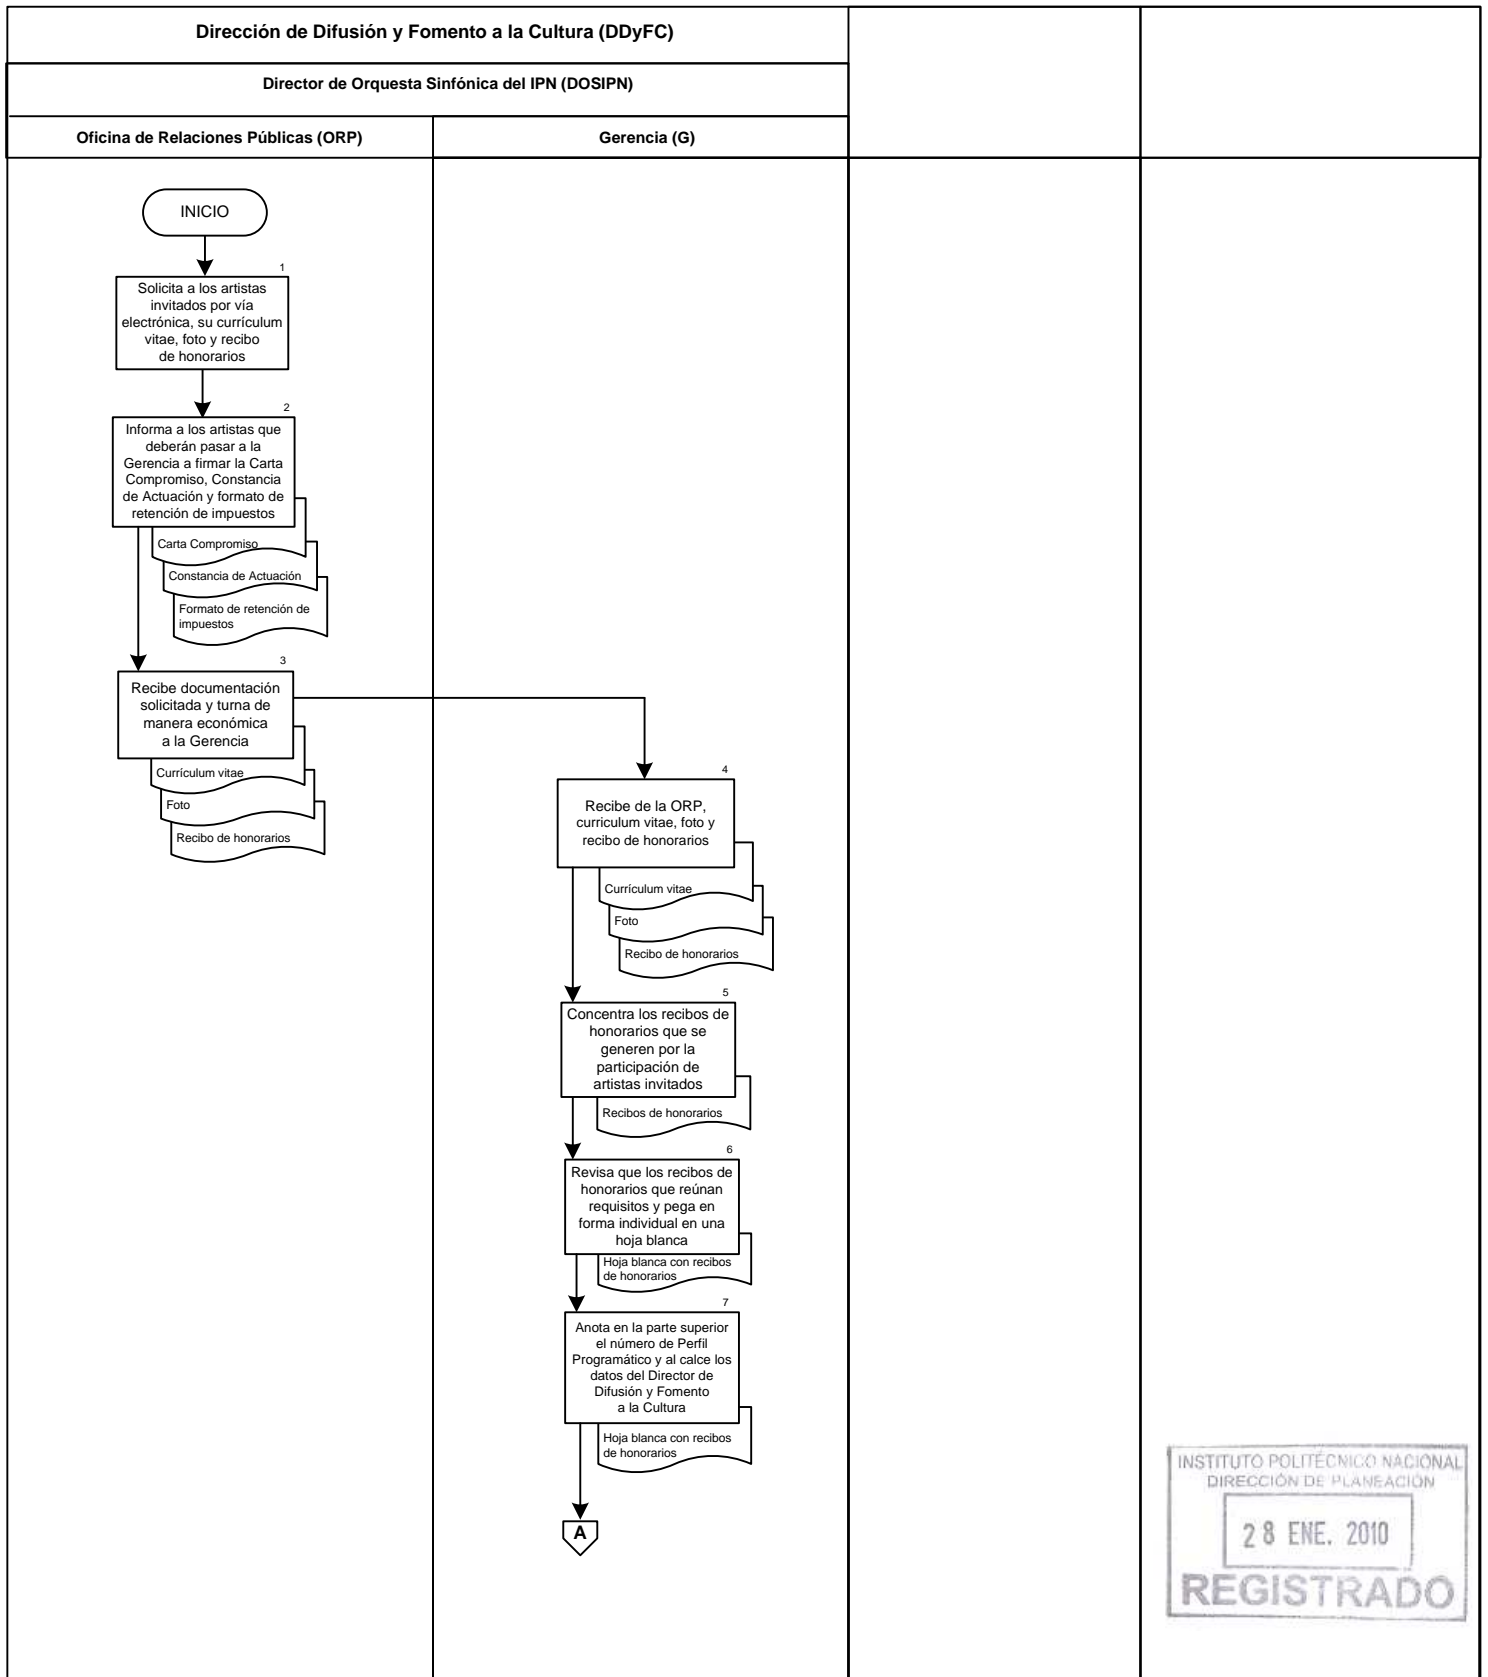 Dirección de Difusión y Fomento a la Cultura (DDyFC)
Director de Orquesta Sinfónica del IPN (DOSIPN)
Oficina de Relaciones Públicas (ORP)
Gerencia (G)
INICIO
1
Solicita a los artistas
invitados por vía
electrónica, su currículum
vitae, foto y recibo
de honorarios
2
Informa a los artistas que
deberán pasar a la
Gerencia a firmar la Carta
Compromiso, Constancia
de Actuación y formato de
retención de impuestos
Carta Compromiso
Constancia de Actuación
Formato de retención de
impuestos
3
Recibe documentación
solicitada y turna de
manera económica
a la Gerencia
Currículum vitae
Foto
Recibo de honorarios
4
Recibe de la ORP,
curriculum vitae, foto y
recibo de honorarios
Currículum vitae
Foto
Recibo de honorarios
5
Concentra los recibos de
honorarios que se
generen por la
participación de
artistas invitados
Recibos de honorarios
6
Revisa que los recibos de
honorarios que reúnan
requisitos y pega en
forma individual en una
hoja blanca
Hoja blanca con recibos
de honorarios
7
Anota en la parte superior
el número de Perfil
Programático y al calce los
datos del Director de
Difusión y Fomento
a la Cultura
Hoja blanca con recibos
de honorarios
A
INSTITUTO POLITÉCNICO NACIONAL
DIRECCIÓN DE PLANEACIÓN
28 ENE. 2010
REGISTRADO